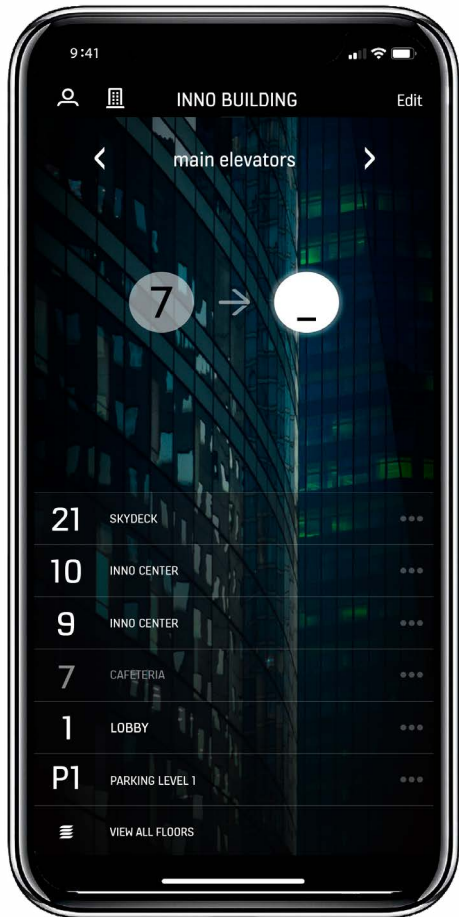 9:41
INNO BUILDING Edit
main elevators
7 → _
21 SKYDECK
10 INNO CENTER
9 INNO CENTER
7 CAFETERIA
1 LOBBY
P1 PARKING LEVEL 1
VIEW ALL FLOORS